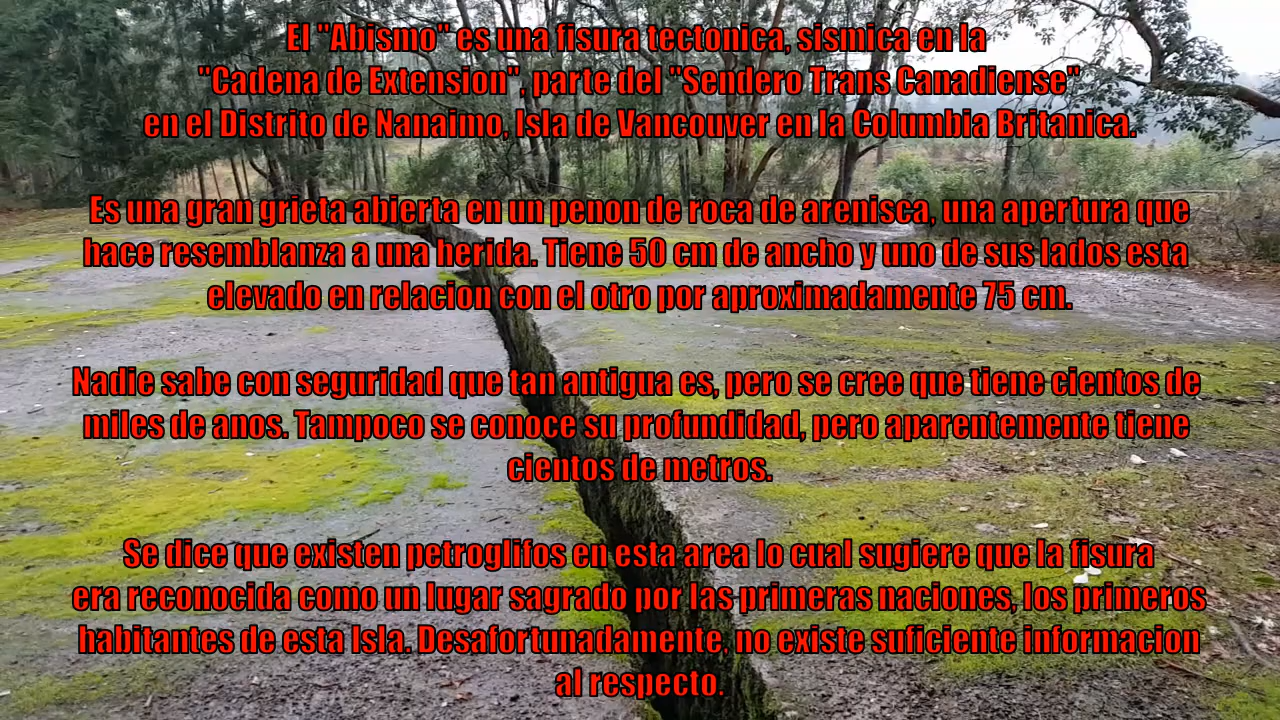 El "Abismo" es una fisura tectonica, sismica en la
"Cadena de Extension", parte del "Sendero Trans Canadiense"
en el Distrito de Nanaimo, Isla de Vancouver en la Columbia Britanica.
Es una gran grieta abierta en un penon de roca de arenisca, una apertura que
hace resemblanza a una herida. Tiene 50 cm de ancho y uno de sus lados esta
elevado en relacion con el otro por aproximadamente 75 cm.
Nadie sabe con seguridad que tan antigua es, pero se cree que tiene cientos de
miles de anos. Tampoco se conoce su profundidad, pero aparentemente tiene
cientos de metros.
Se dice que existen petroglifos en esta area lo cual sugiere que la fisura
era reconocida como un lugar sagrado por las primeras naciones, los primeros
habitantes de esta Isla. Desafortunadamente, no existe suficiente informacion
al respecto.